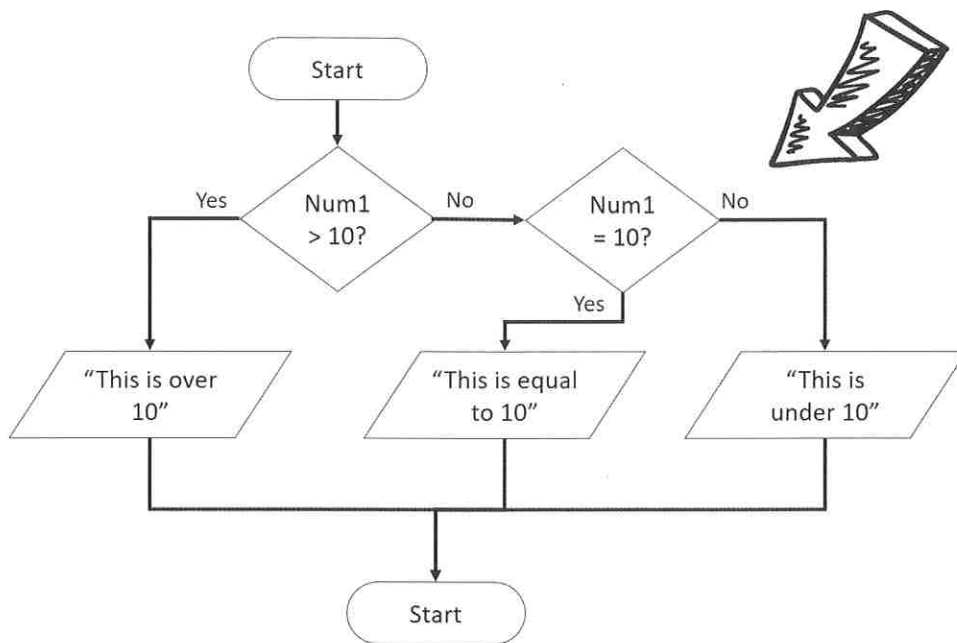 Start
Yes
Num1
> 10?
No
Num1
= 10?
No
Yes
“This is over
10”
“This is equal
to 10”
“This is
under 10”
Start